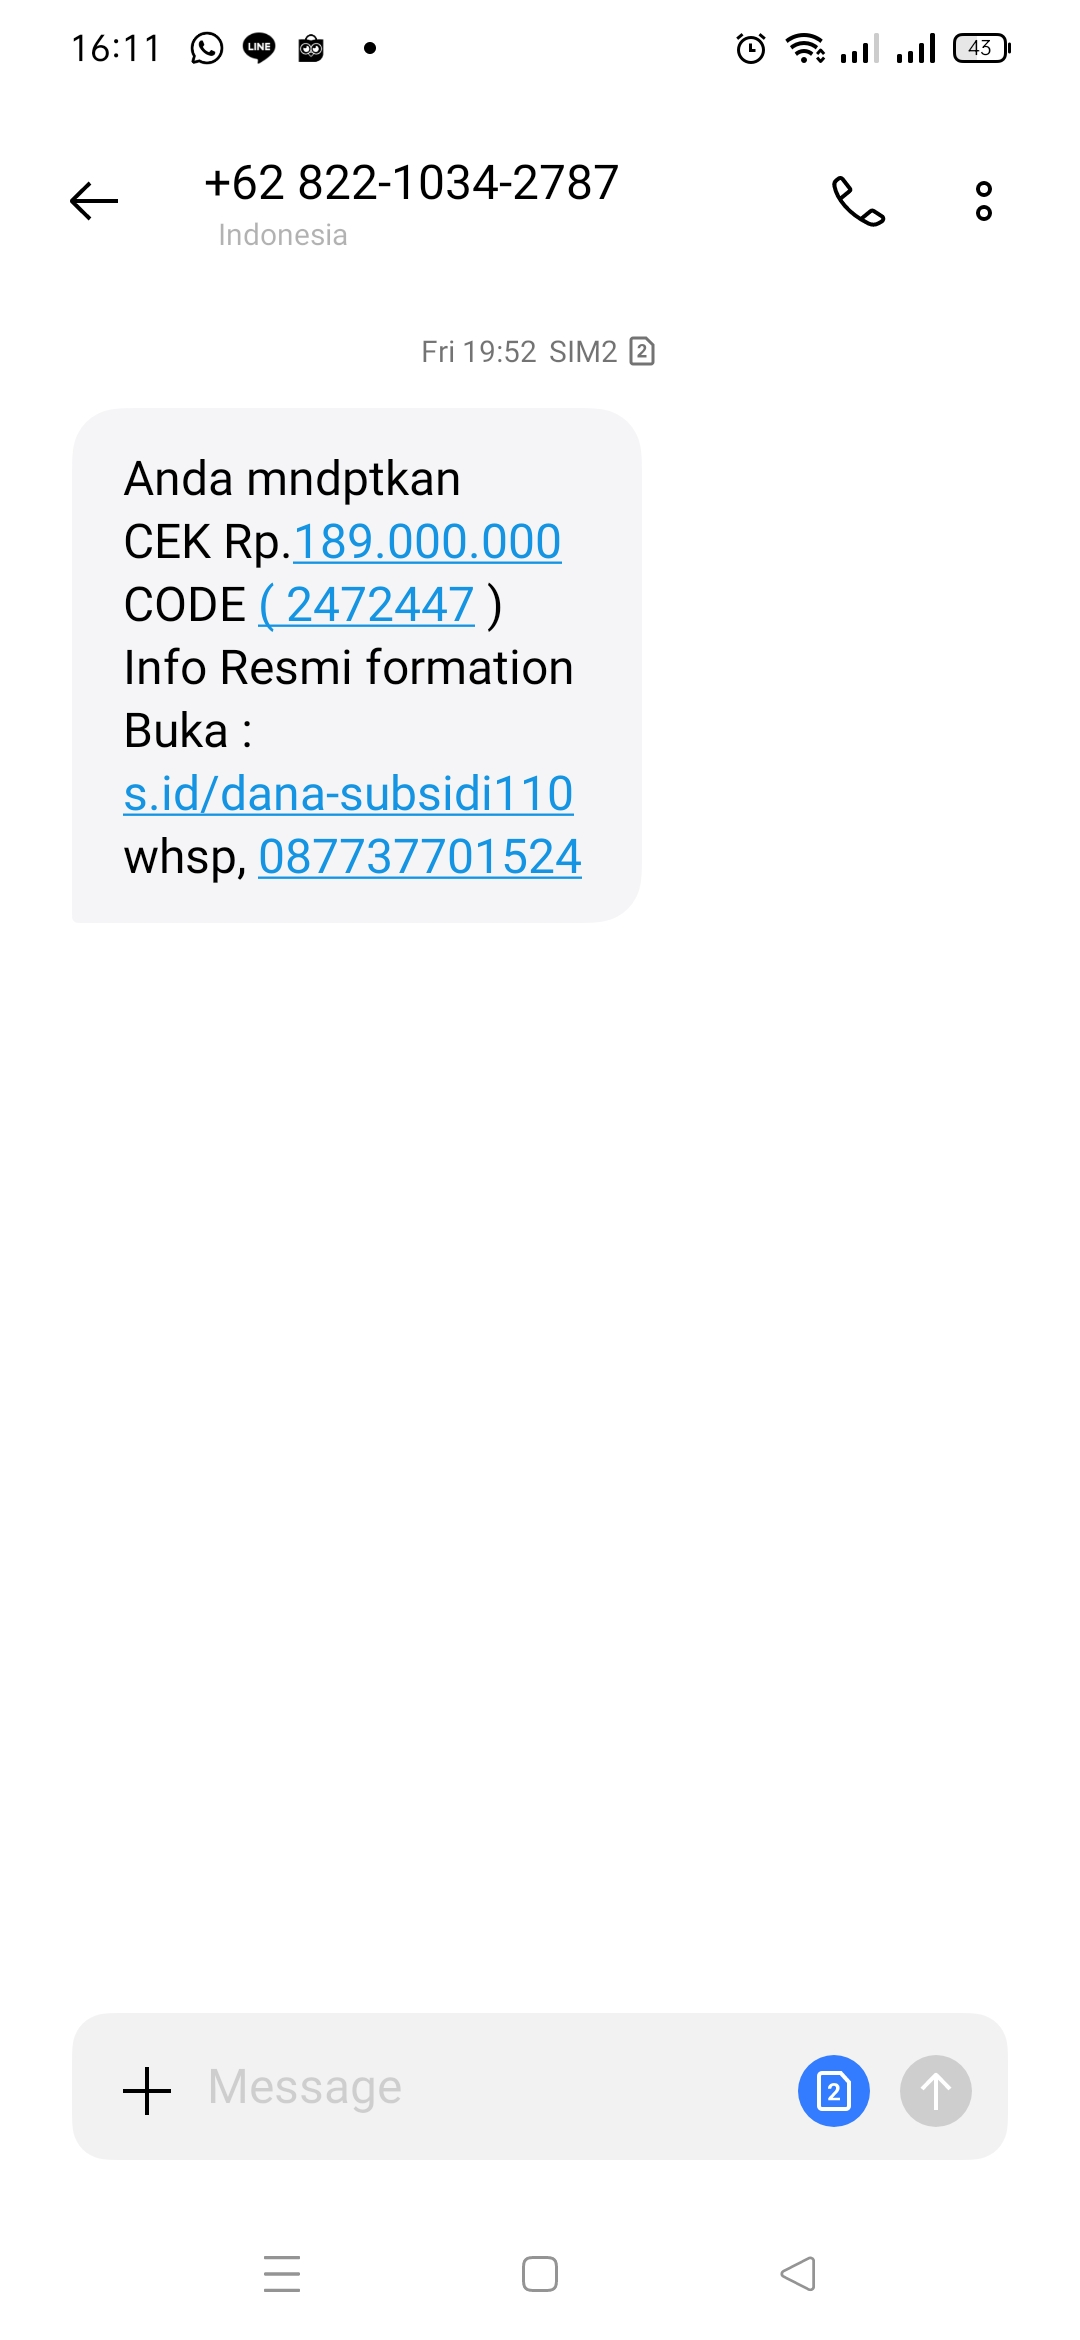 16:11
LINE
43
+62 822-1034-2787
Indonesia
Fri 19:52 SIM2 2
Anda mndptkan
CEK Rp.189.000.000
CODE ( 2472447 )
Info Resmi formation
Buka :
s.id/dana-subsidi110
whsp, 087737701524
Message
2